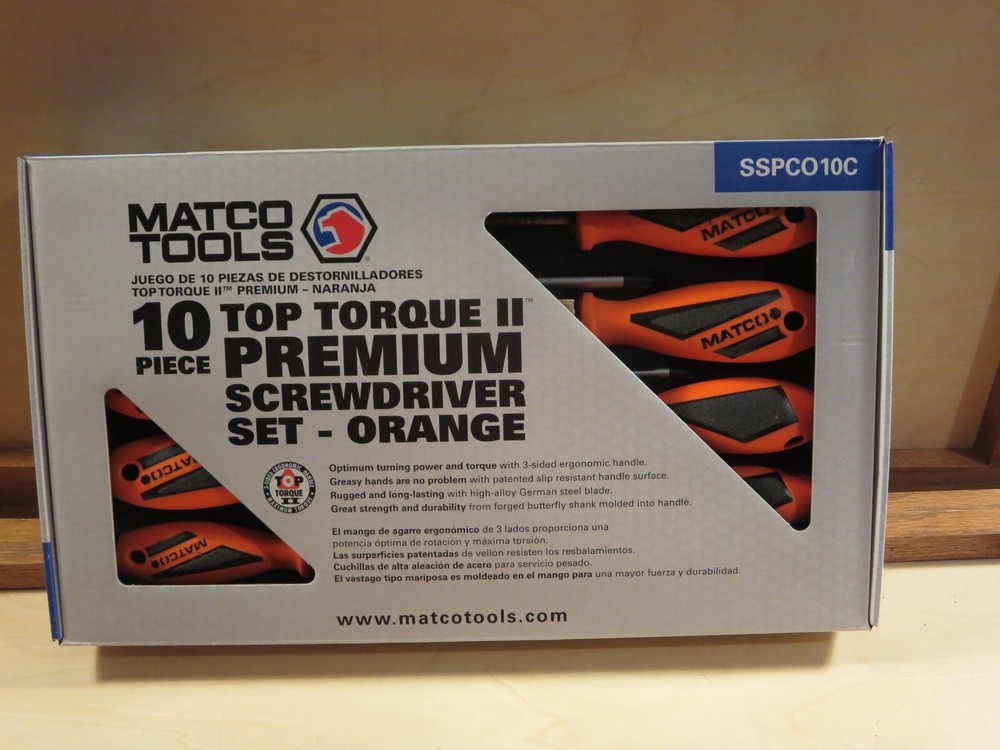 SSPCO10C
MATCO
TOOLS
JUEGO DE 10 PIEZAS DE DESTORNILLADORES
TOP TORQUE II™ PREMIUM – NARANJA
10
PIECE
TOP TORQUE II™
PREMIUM
SCREWDRIVER
SET - ORANGE
MATCO
MATCO
MATCO
MATCO
TOP
TORQUE
II
MAXIMUM TORQUE
Optimum turning power and torque with 3-sided ergonomic handle.
Greasy hands are no problem with patented slip resistant handle surface.
Rugged and long-lasting with high-alloy German steel blade.
Great strength and durability from forged butterfly shank molded into handle.
El mango de agarre ergonómico de 3 lados proporciona una
potencia óptima de rotación y máxima torsión.
Las surperficies patentadas de vellón resisten los resbalamientos.
Cuchillas de alta aleación de acero para servicio pesado.
El vástago tipo mariposa es moldeado en el mango para una mayor fuerza y durabilidad.
www.matcotools.com